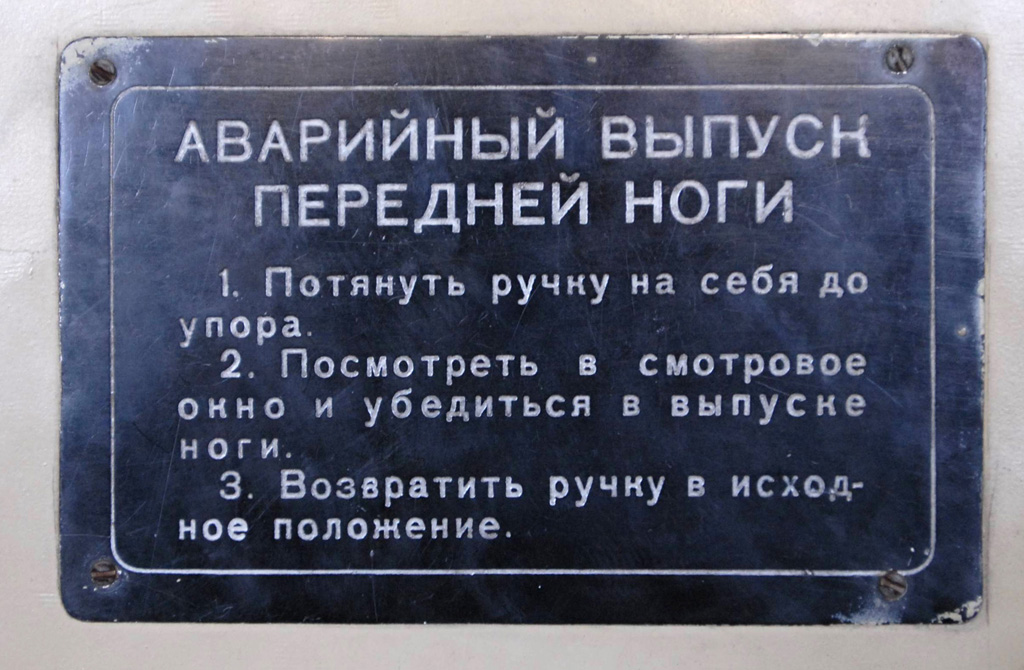 АВАРИЙНЫЙ ВЫПУСК
ПЕРЕДНЕЙ НОГИ
1. Потянуть ручку на себя до
упора.
2. Посмотреть в смотровое
окно и убедиться в выпуске
ноги.
3. Возвратить ручку в исход-
ное положение.